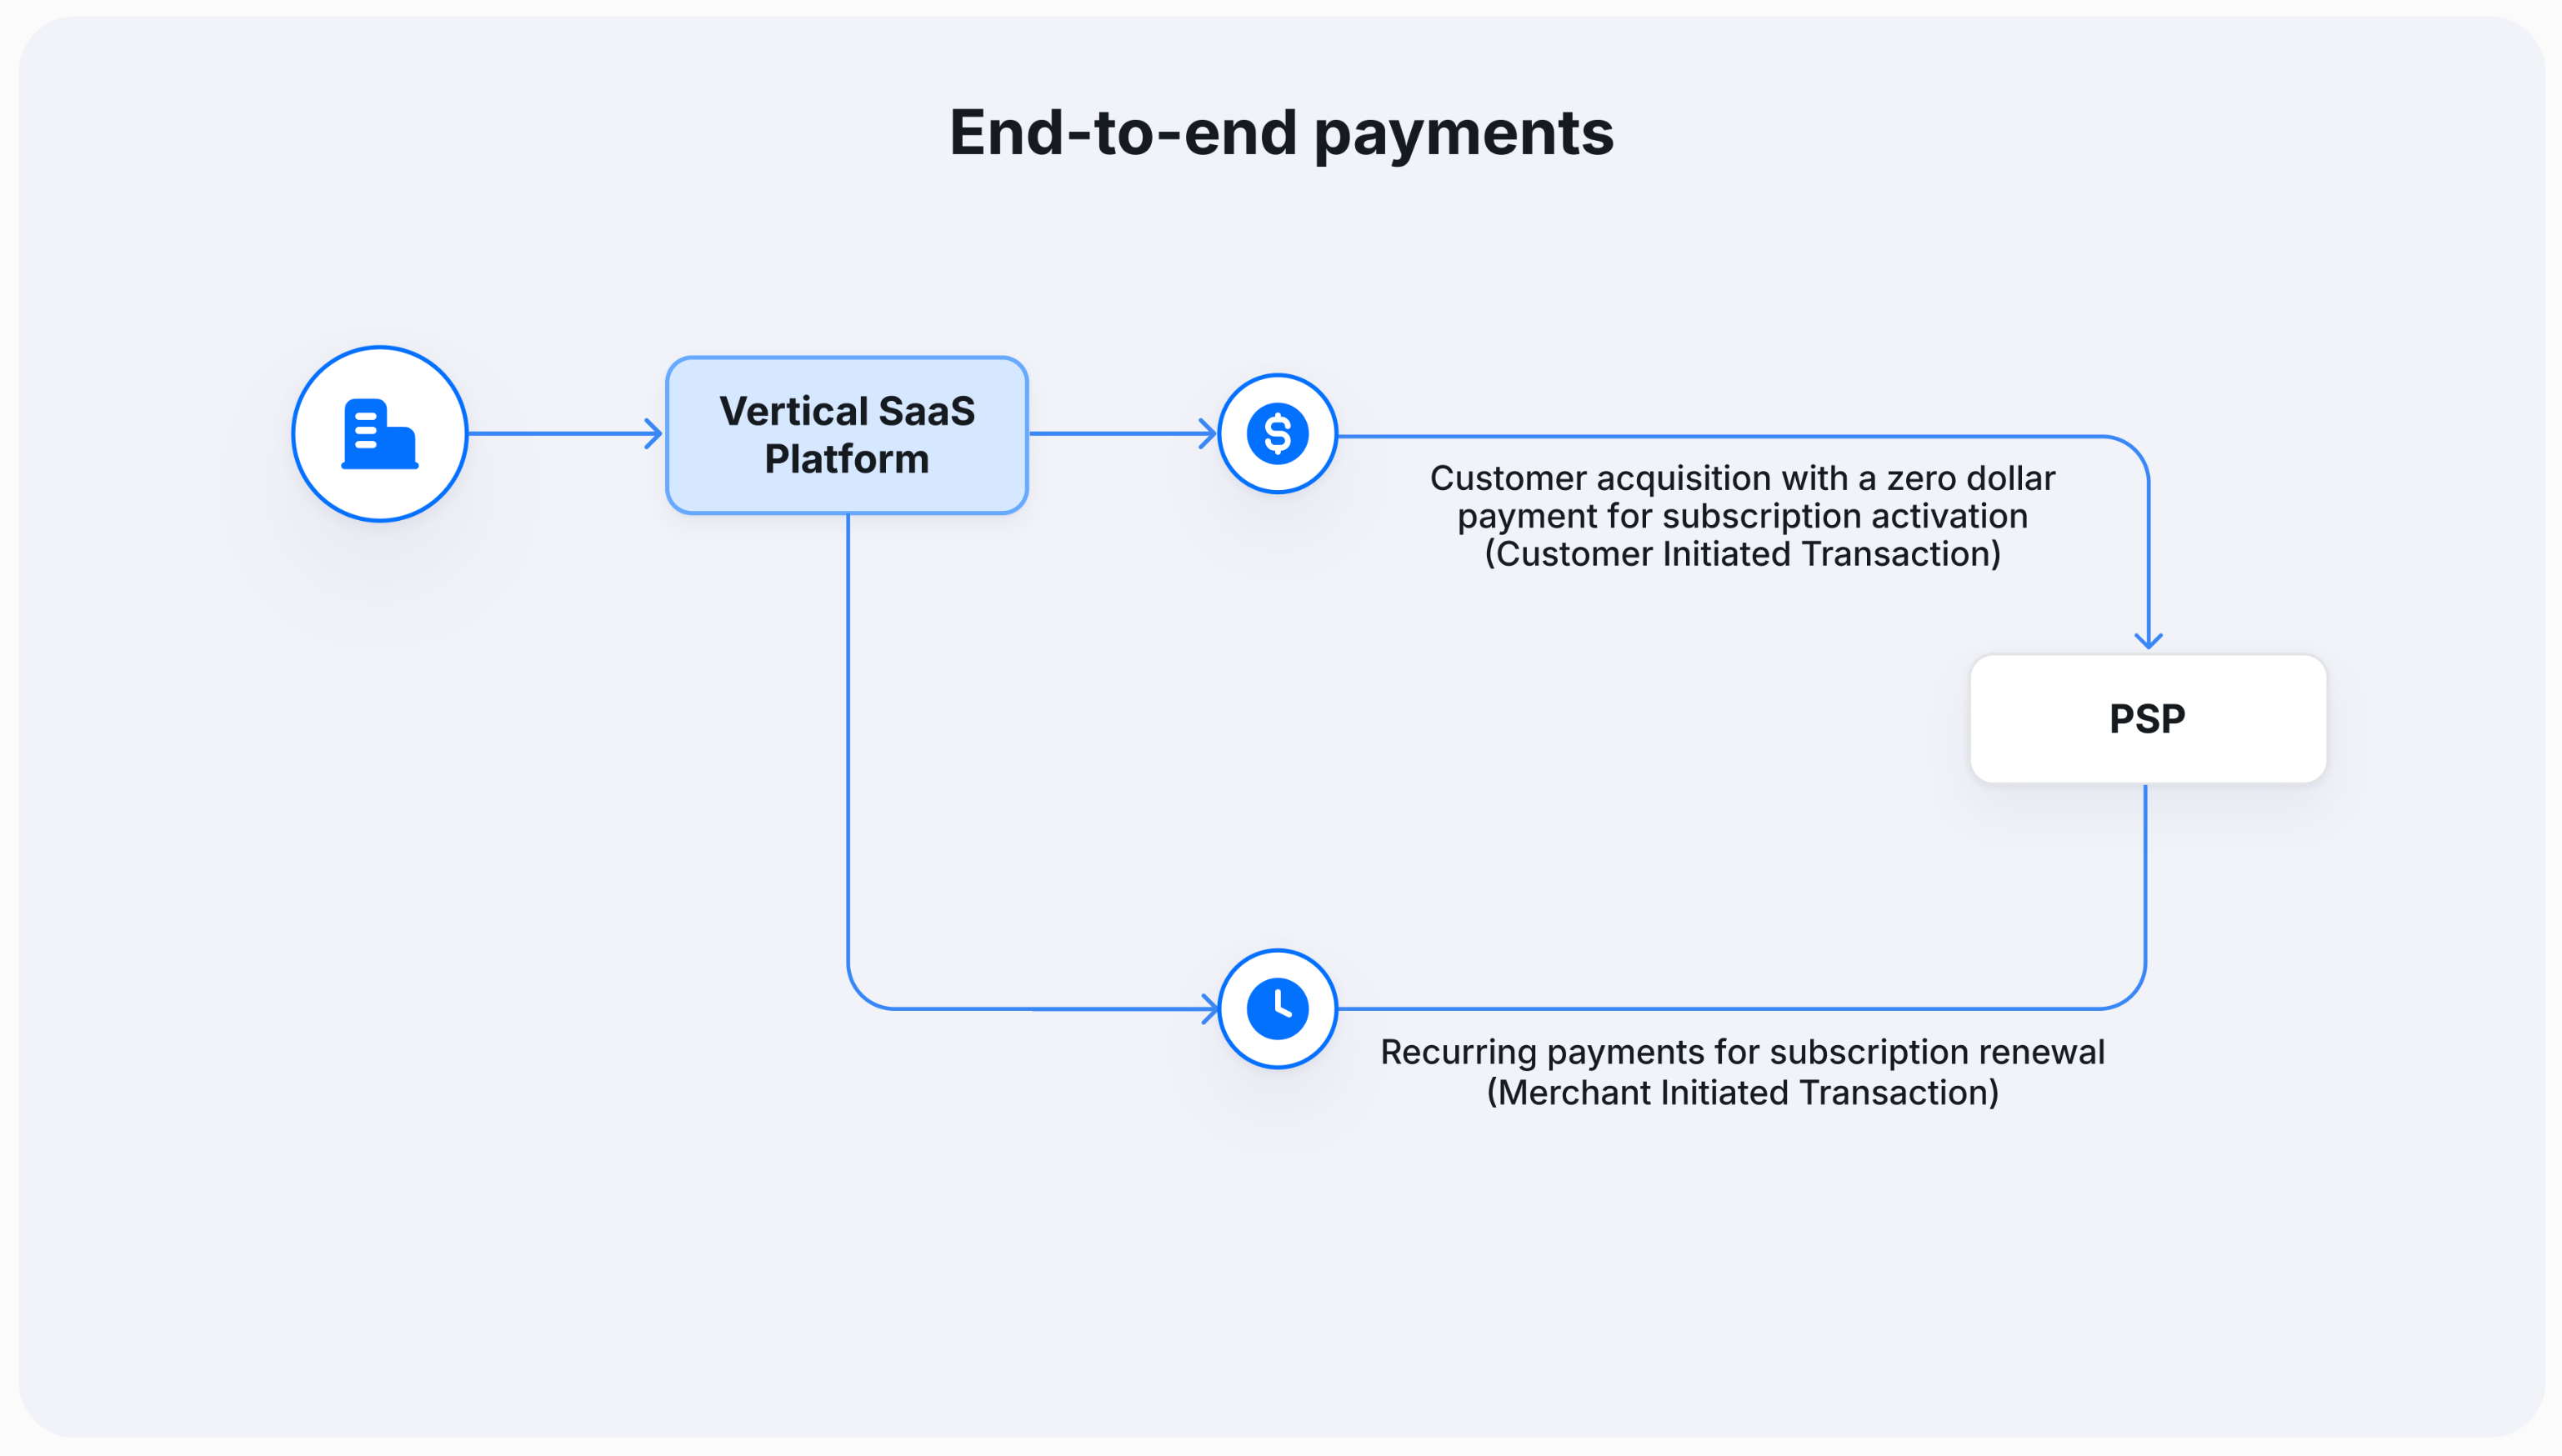 End-to-end payments
Vertical SaaS
Platform
Customer acquisition with a zero dollar
payment for subscription activation
(Customer Initiated Transaction)
PSP
Recurring payments for subscription renewal
(Merchant Initiated Transaction)